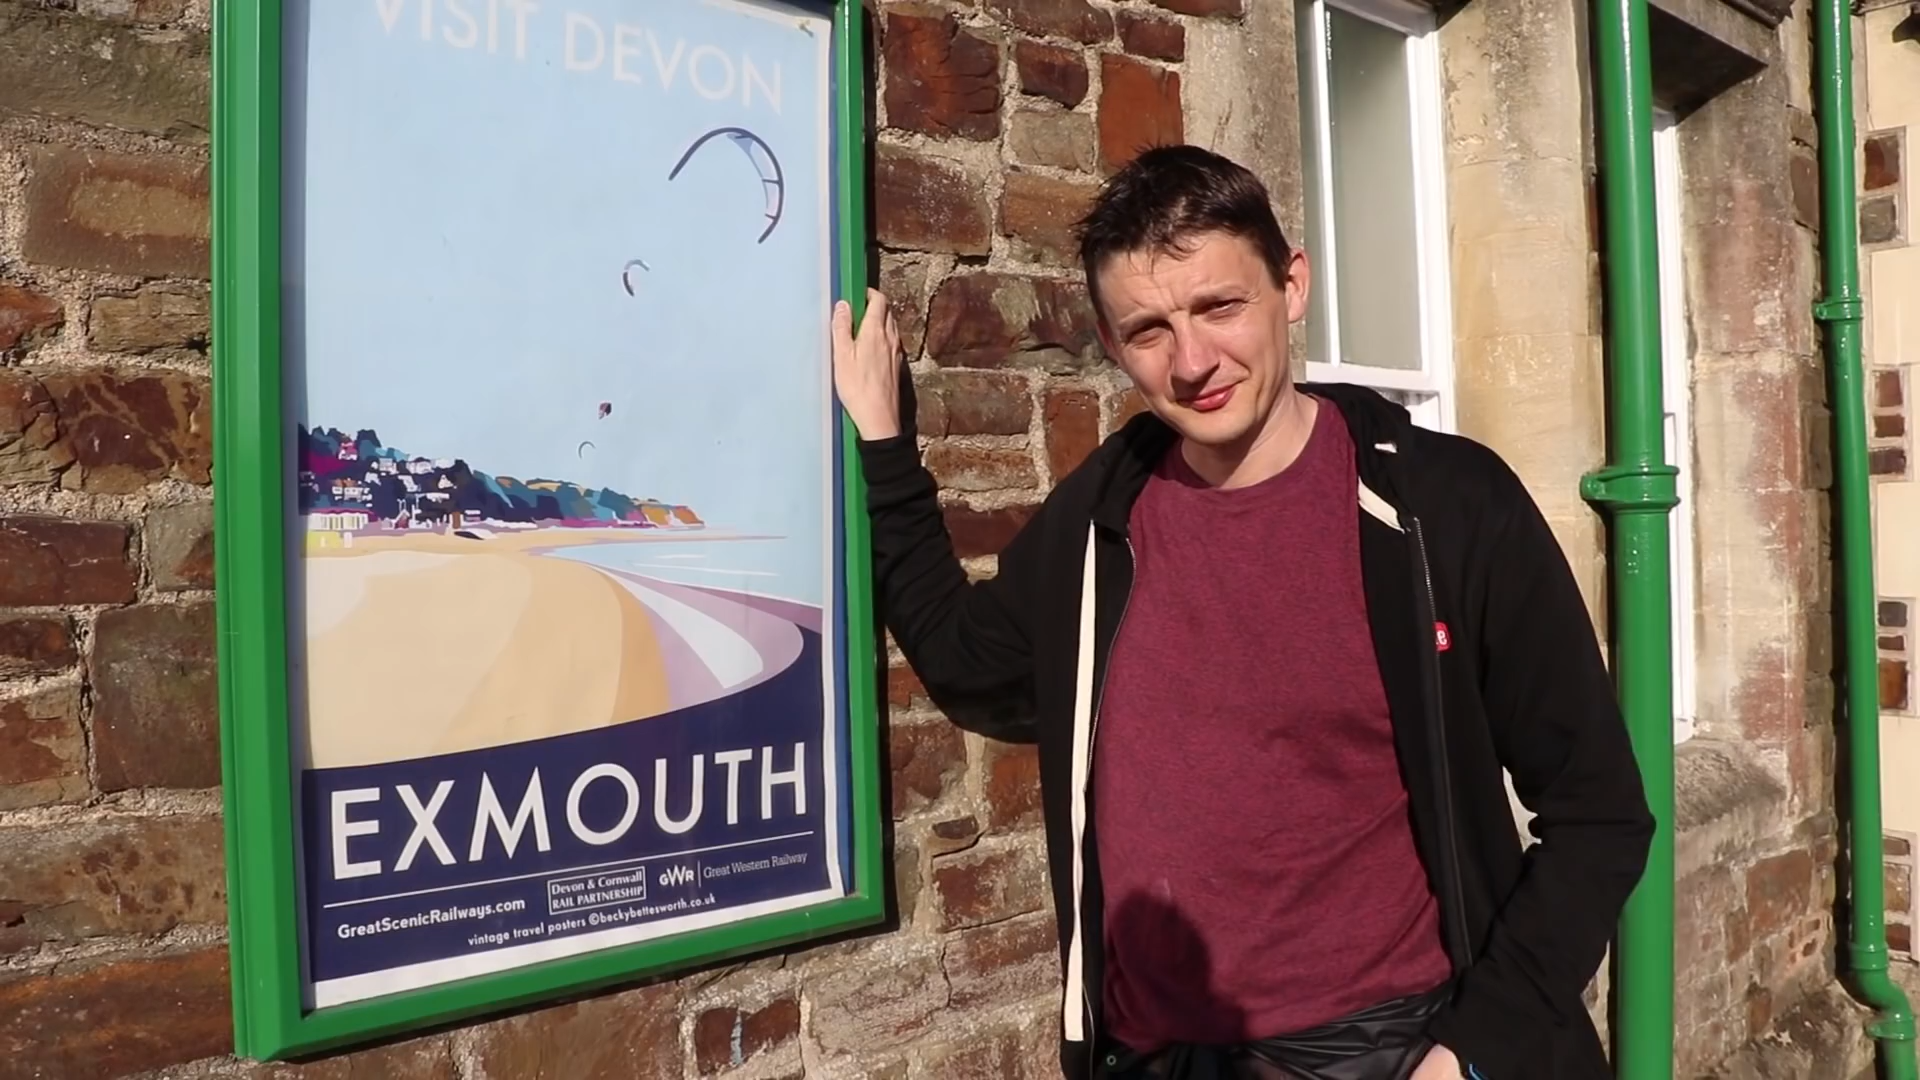 VISIT DEVON
EXMOUTH
GreatScenicRailways.com
Devon & Cornwall
RAIL PARTNERSHIP
GWR
Great Western Railway
vintage travel posters ©beckybettesworth.co.uk